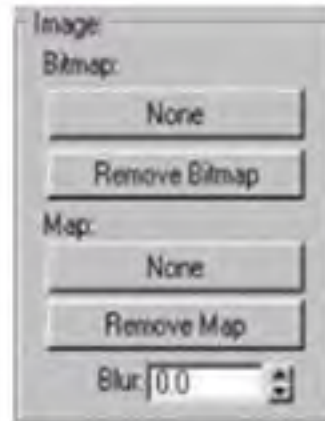 Image:
Bitmap:
None
Remove Bitmap
Map:
None
Remove Map
Blur: 0.0